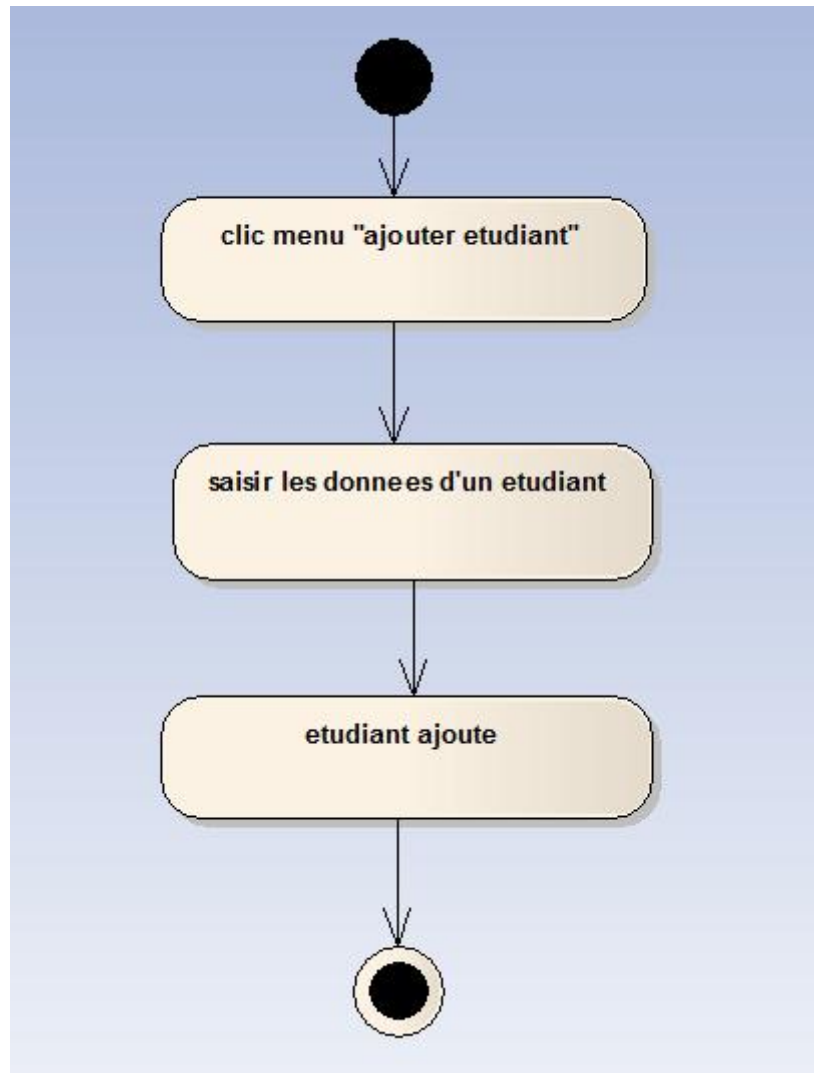 clic menu "ajouter etudiant"
saisir les donnees d'un etudiant
etudiant ajoute